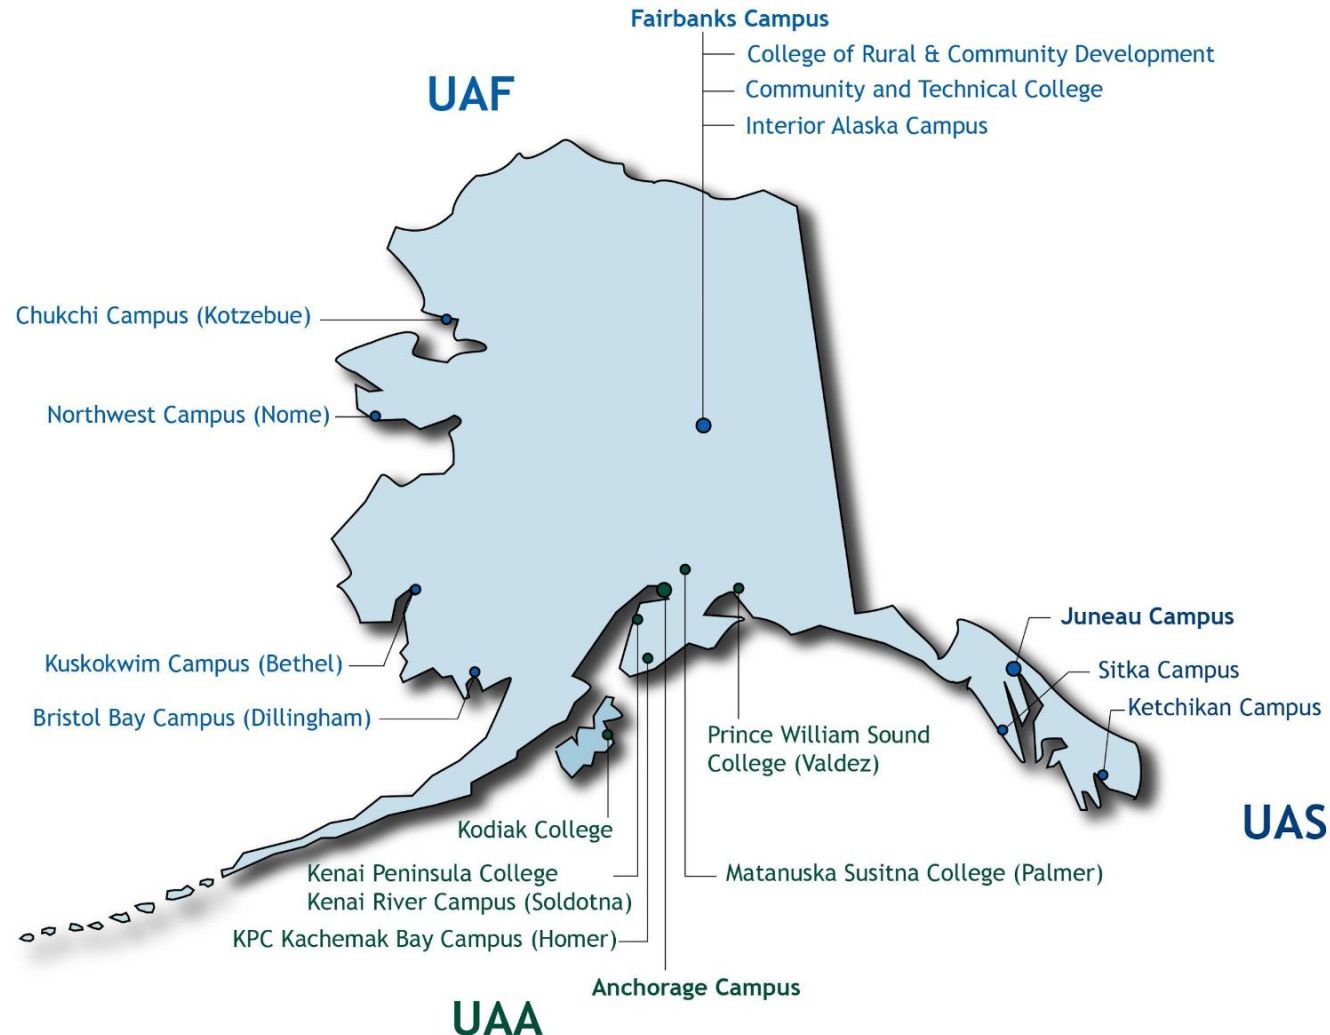 Fairbanks Campus
College of Rural & Community Development
UAF
Community and Technical College
Interior Alaska Campus
Chukchi Campus (Kotzebue)
Northwest Campus (Nome)
Juneau Campus
Kuskokwim Campus (Bethel)
Sitka Campus
Bristol Bay Campus (Dillingham)
Ketchikan Campus
Prince William Sound
College (Valdez)
UAS
Kodiak College
Kenai Peninsula College
Kenai River Campus (Soldotna)
Matanuska Susitna College (Palmer)
KPC Kachemak Bay Campus (Homer)
Anchorage Campus
UAA